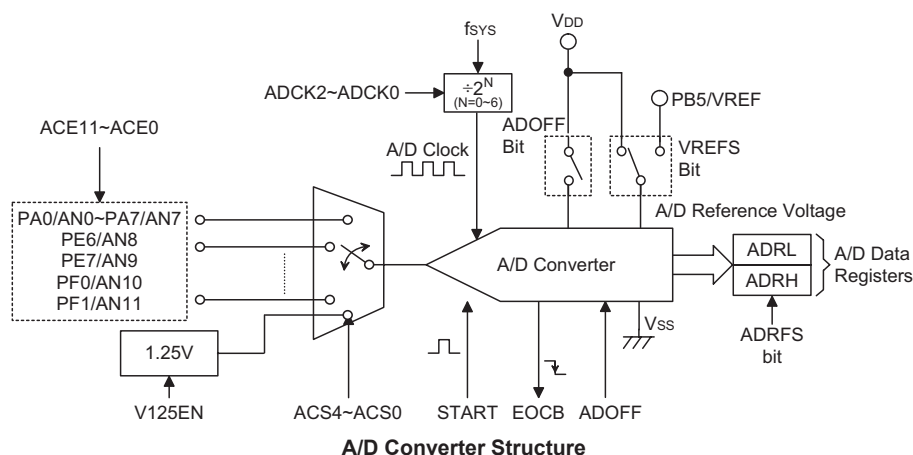 fSYS
VDD
÷2^N
(N=0~6)
ADCK2~ADCK0
PB5/VREF
ADOFF
Bit
VREFS
Bit
ACE11~ACE0
A/D Clock
A/D Reference Voltage
PA0/AN0~PA7/AN7
PE6/AN8
PE7/AN9
PF0/AN10
PF1/AN11
A/D Converter
ADRL
ADRH
A/D Data
Registers
VSS
ADRFS
bit
1.25V
V125EN
ACS4~ACS0
START
EOCB
ADOFF
A/D Converter Structure